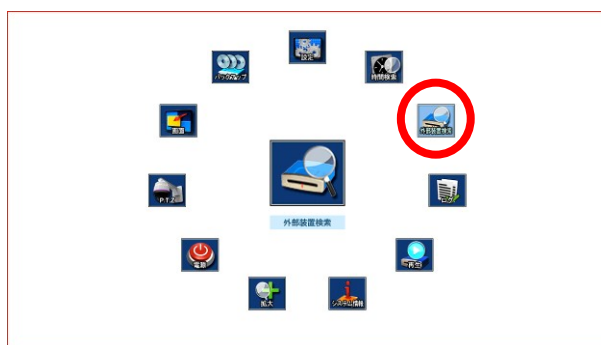 設定
バックアップ
時間検索
画面
外部装置検索
P.T.Z
ログ
外部装置検索
電源
再生
拡大
システム情報